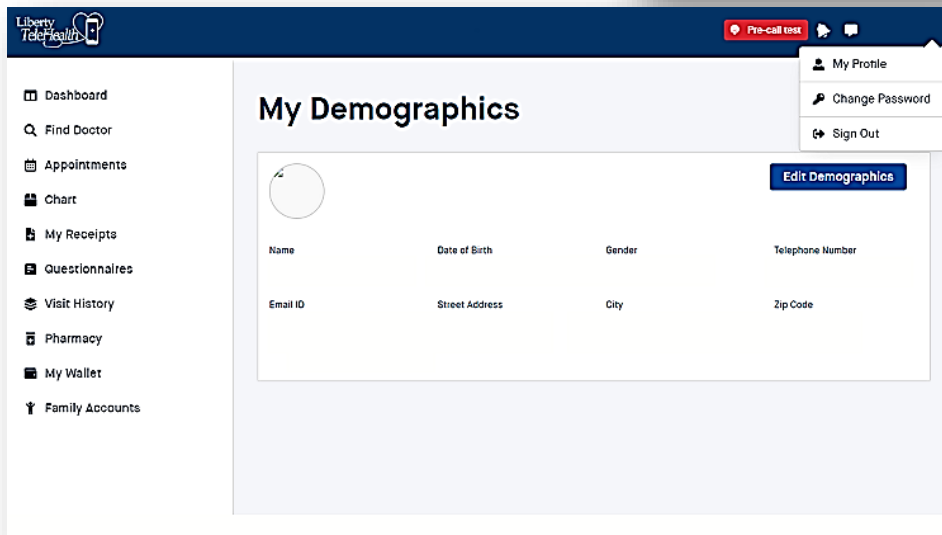 Liberty
TeleHealth
Pre-call test
My Profile
Change Password
Sign Out
Dashboard
Find Doctor
Appointments
Chart
My Receipts
Questionnaires
Visit History
Pharmacy
My Wallet
Family Accounts
My Demographics
Edit Demographics
Name Date of Birth Gender Telephone Number
Email ID Street Address City Zip Code